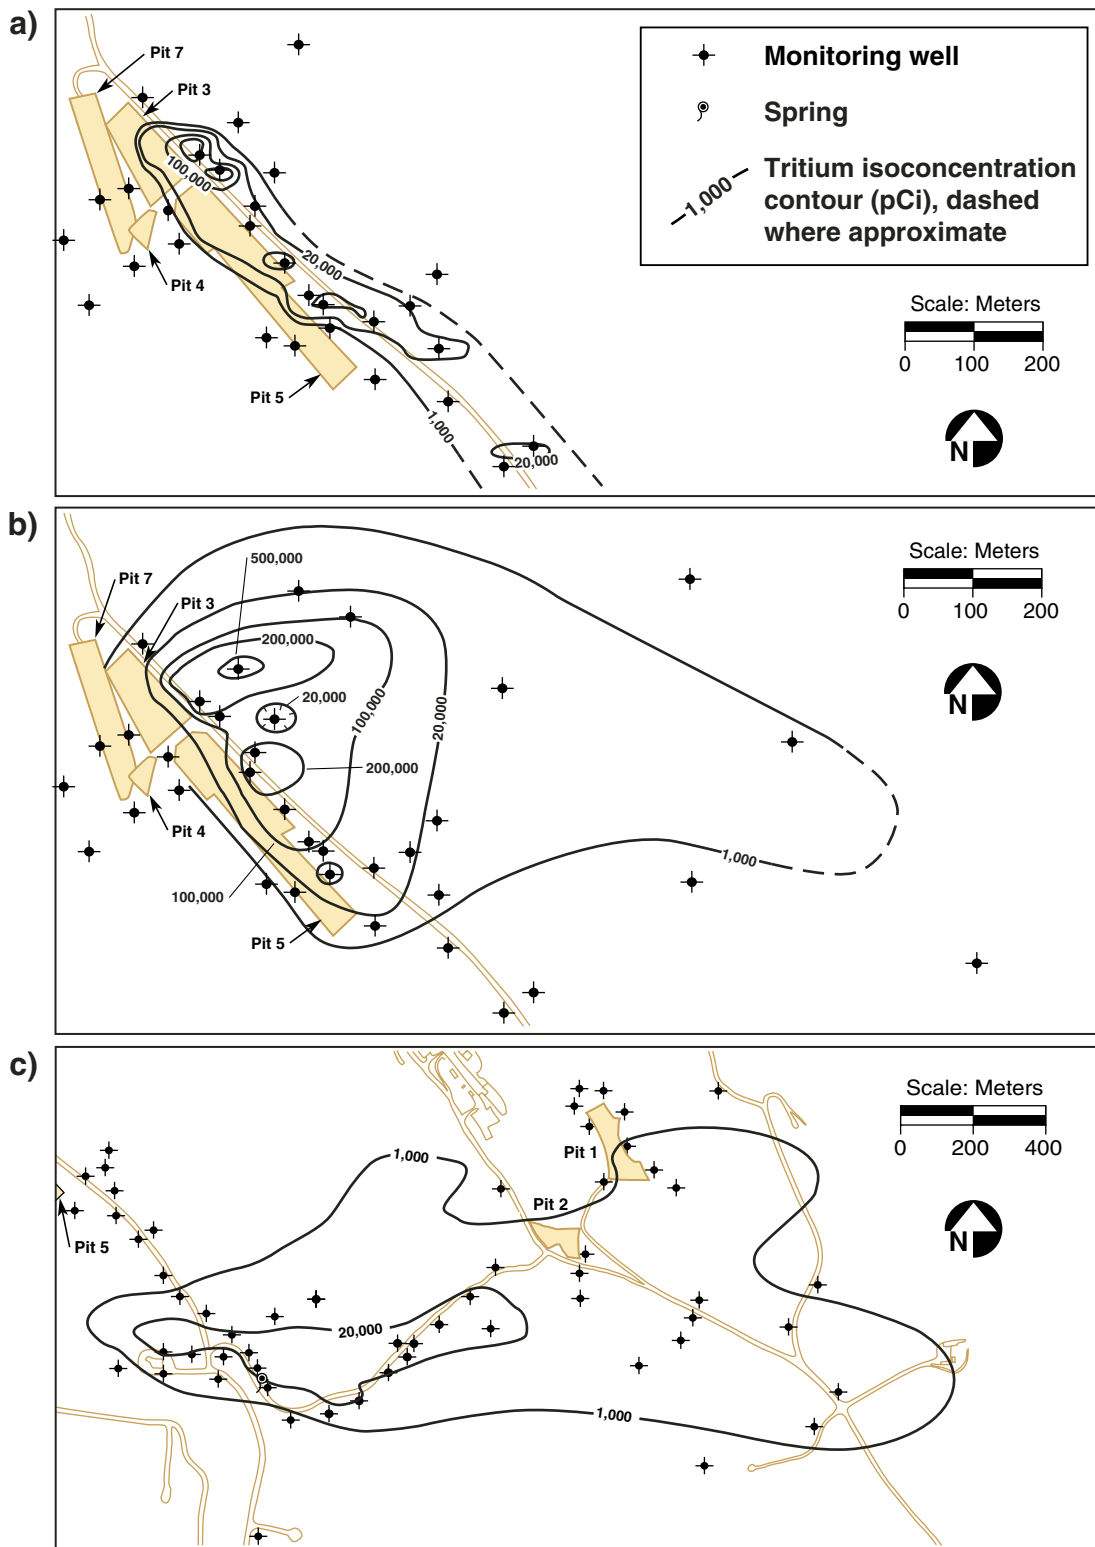 a)
Pit 7
Pit 3
100,000
20,000
Pit 4
Pit 5
1,000
20,000
Monitoring well
Spring
1,000
Tritium isoconcentration
contour (pCi), dashed
where approximate
Scale: Meters
0 100 200
N
b)
500,000
Pit 7
Pit 3
200,000
20,000
100,000
20,000
200,000
Pit 4
1,000
100,000
Pit 5
Scale: Meters
0 100 200
N
c)
Scale: Meters
0 200 400
1,000
Pit 1
Pit 2
Pit 5
N
20,000
1,000